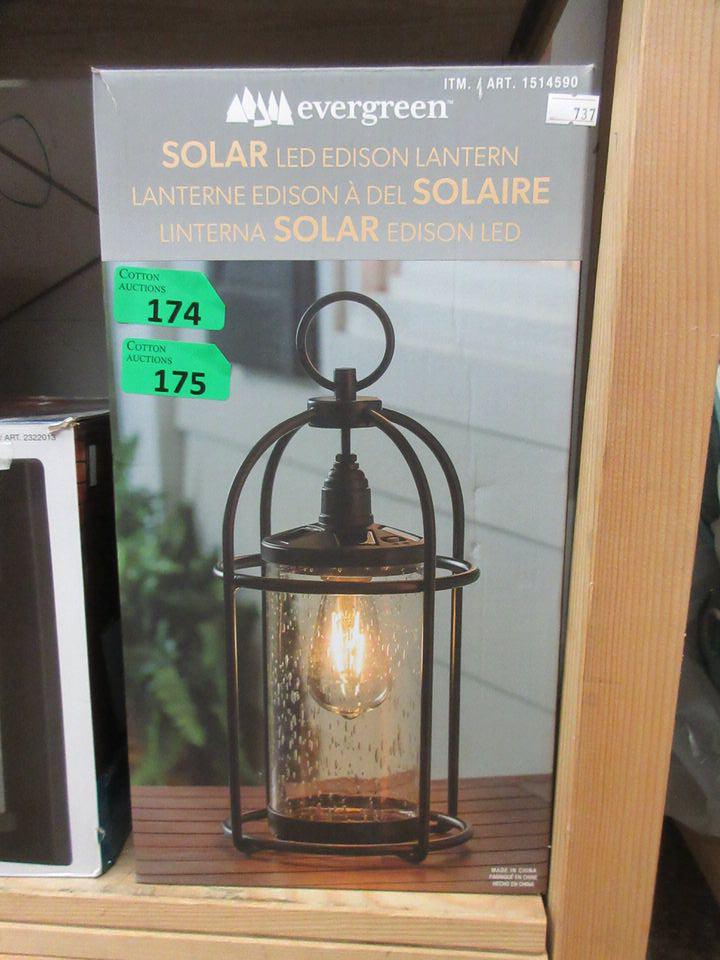 ITM. / ART. 1514590
evergreen™
737
SOLAR LED EDISON LANTERN
LANTERNE EDISON À DEL SOLAIRE
LINTERNA SOLAR EDISON LED
COTTON
AUCTIONS
174
COTTON
AUCTIONS
175
/ ART. 2322013
MADE IN CHINA
FABRIQUÉ EN CHINE
HECHO EN CHINA